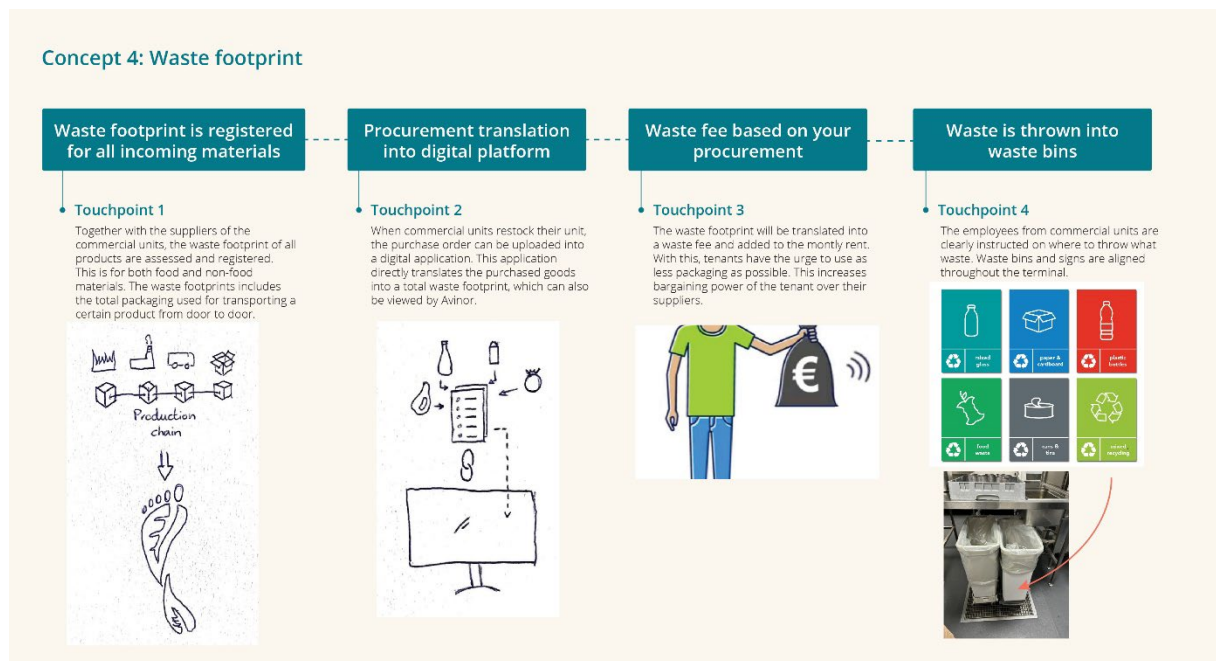 Concept 4: Waste footprint
Waste footprint is registered
for all incoming materials
Touchpoint 1
Together with the suppliers of the
commercial units, the waste footprint of all
products are assessed and registered.
This is for both food and non-food
materials. The waste footprints includes
the total packaging used for transporting a
certain product from door to door.
Production
chain
Procurement translation
into digital platform
Touchpoint 2
When commercial units restock their unit,
the purchase order can be uploaded into
a digital application. This application
directly translates the purchased goods
into a total waste footprint, which can also
be viewed by Avinor.
Waste fee based on your
procurement
Touchpoint 3
The waste footprint will be translated into
a waste fee and added to the montly rent.
With this, tenants have the urge to use as
less packaging as possible. This increases
bargaining power of the tenant over their
suppliers.
€
Waste is thrown into
waste bins
Touchpoint 4
The employees from commercial units are
clearly instructed on where to throw what
waste. Waste bins and signs are aligned
throughout the terminal.
mixed
glass
paper &
cardboard
plastic
bottles
food
waste
cans &
tins
mixed
recycling